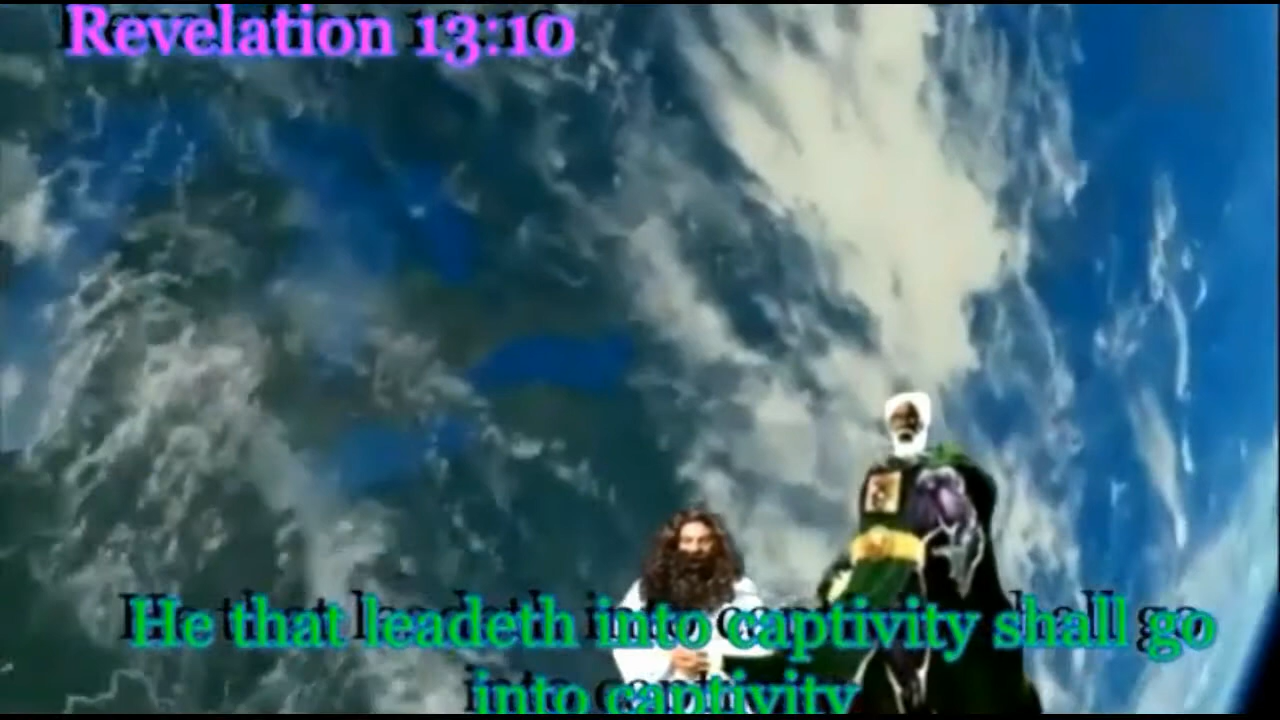 Revelation 13:10
He that leadeth into captivity shall go
into captivity